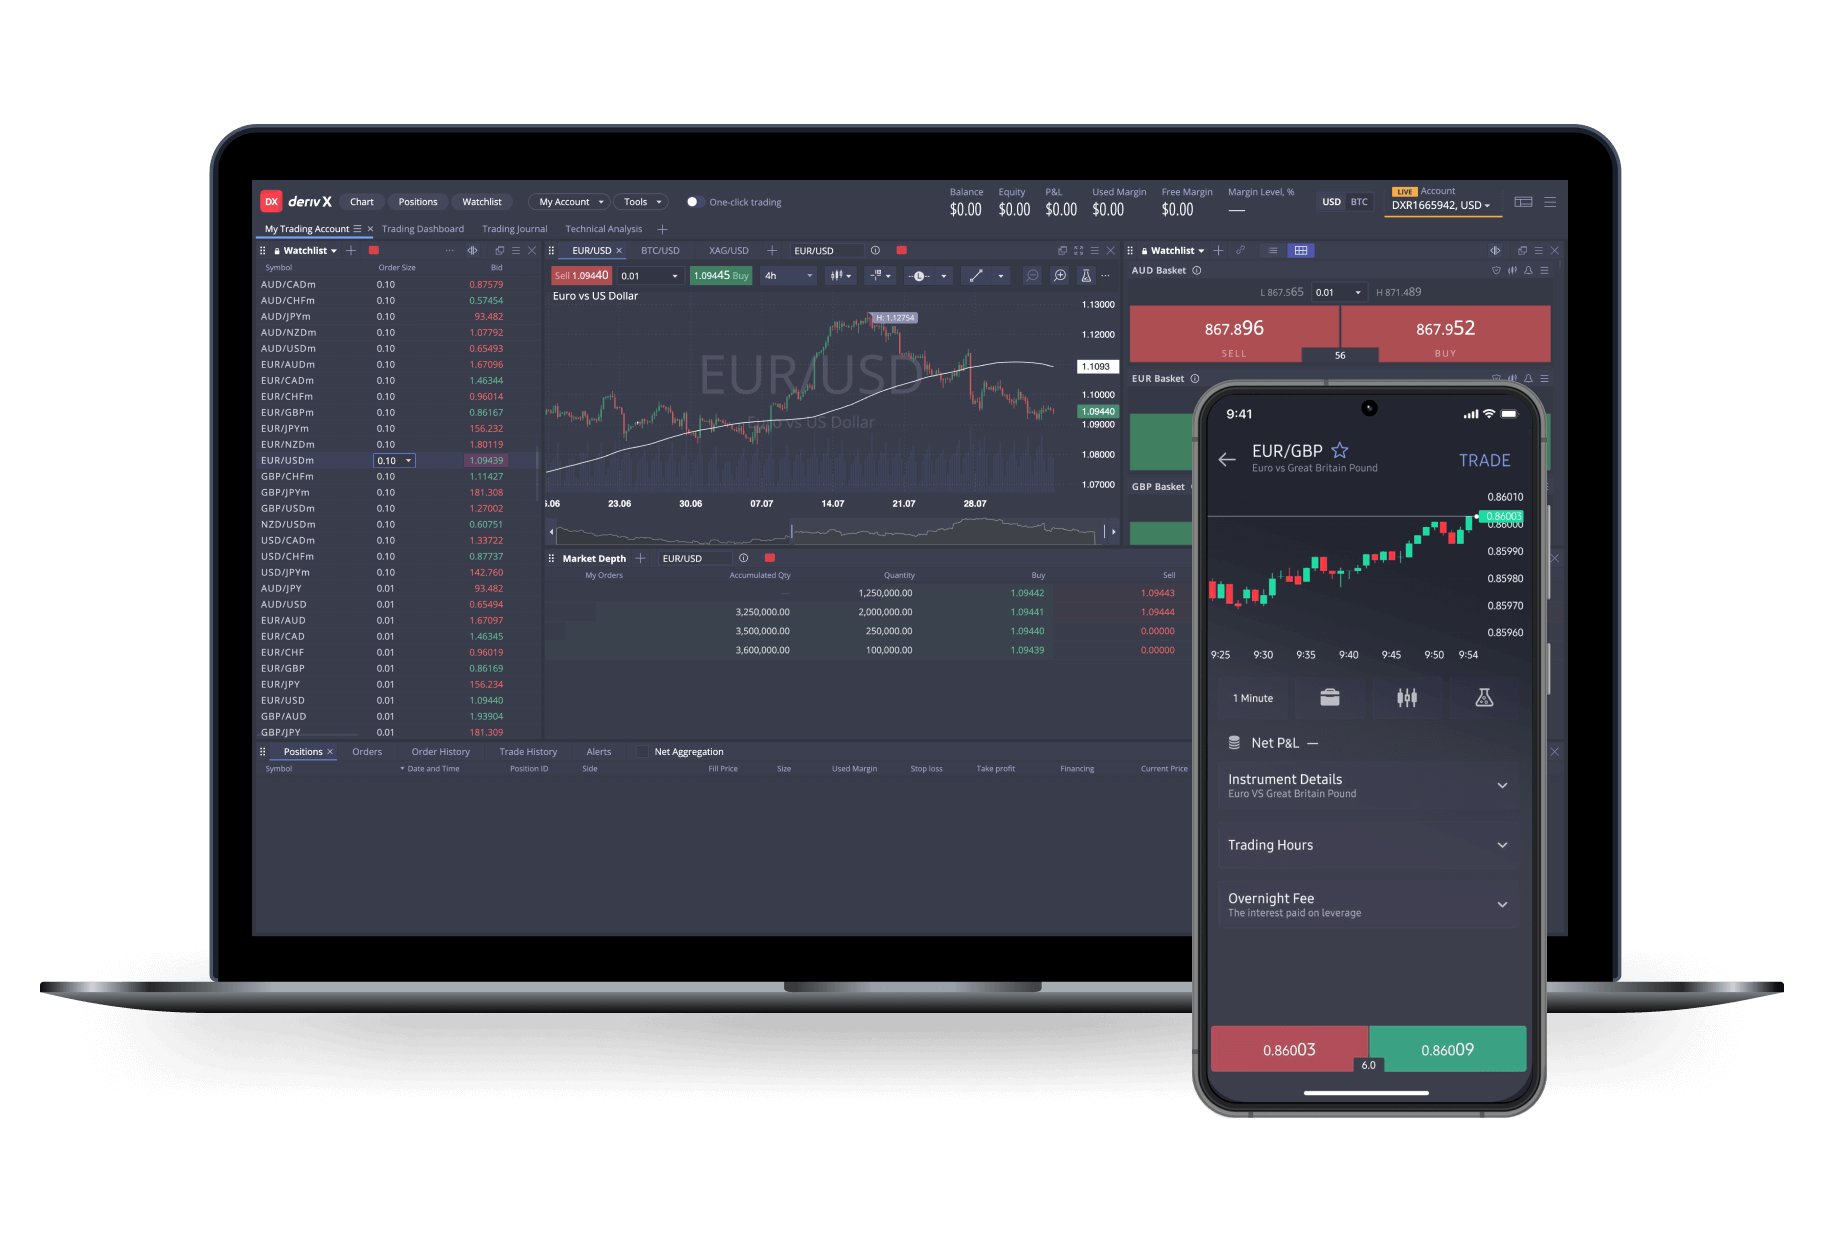 DX deriv X Chart Positions Watchlist My Account Tools One-click trading
Balance Equity P&L Used Margin Free Margin Margin Level, %
$0.00 $0.00 $0.00 $0.00 $0.00 —
USD BTC
LIVE Account
DXR1665942, USD
My Trading Account Trading Dashboard Trading Journal Technical Analysis
Watchlist
Symbol Order Size Bid
AUD/CADm 0.10 0.87579
AUD/CHFm 0.10 0.57454
AUD/JPYm 0.10 93.482
AUD/NZDm 0.10 1.07792
AUD/USDm 0.10 0.65493
EUR/AUDm 0.10 1.67096
EUR/CADm 0.10 1.46344
EUR/CHFm 0.10 0.96014
EUR/GBPm 0.10 0.86167
EUR/JPYm 0.10 156.232
EUR/NZDm 0.10 1.80119
EUR/USDm 0.10 1.09439
GBP/CHFm 0.10 1.11427
GBP/JPYm 0.10 181.308
GBP/USDm 0.10 1.27002
NZD/USDm 0.10 0.60751
USD/CADm 0.10 1.33722
USD/CHFm 0.10 0.87737
USD/JPYm 0.10 142.760
AUD/JPY 0.01 93.482
AUD/USD 0.01 0.65494
EUR/AUD 0.01 1.67097
EUR/CAD 0.01 1.46345
EUR/CHF 0.01 0.96019
EUR/GBP 0.01 0.86169
EUR/JPY 0.01 156.234
EUR/USD 0.01 1.09440
GBP/AUD 0.01 1.93904
GBP/JPY 0.01 181.309
EUR/USD BTC/USD XAG/USD EUR/USD
Sell 1.09440 0.01 1.09445 Buy 4h
Euro vs US Dollar
H: 1.12754
EUR/USD
Euro vs US Dollar
1.13000
1.12000
1.1093
1.10000
1.09440
1.09000
1.08000
1.07000
5.06 23.06 30.06 07.07 14.07 21.07 28.07
Market Depth EUR/USD
My Orders Accumulated Qty Quantity Buy Sell
— 1,250,000.00 1.09442 1.09443
3,250,000.00 2,000,000.00 1.09441 1.09444
3,500,000.00 250,000.00 1.09440 0.00000
3,600,000.00 100,000.00 1.09439 0.00000
Watchlist
AUD Basket
L 867.565 0.01 H 871.489
867.896 867.952
SELL 56 BUY
EUR Basket
GBP Basket
Positions Orders Order History Trade History Alerts Net Aggregation
Symbol Date and Time Position ID Side Fill Price Size Used Margin Stop loss Take profit Financing Current Price
9:41
EUR/GBP
Euro vs Great Britain Pound
TRADE
0.86010
0.86003
0.86000
0.85990
0.85980
0.85970
0.85960
9:25 9:30 9:35 9:40 9:45 9:50 9:54
1 Minute
Net P&L —
Instrument Details
Euro VS Great Britain Pound
Trading Hours
Overnight Fee
The interest paid on leverage
0.86003 0.86009
6.0